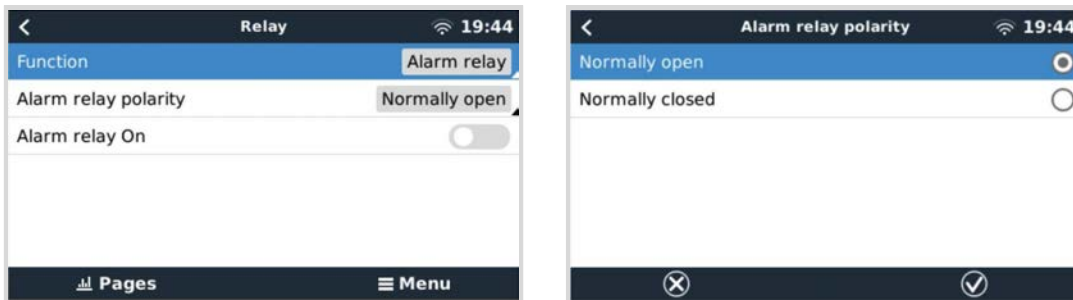 Relay 19:44
Function Alarm relay
Alarm relay polarity Normally open
Alarm relay On
Pages Menu
Alarm relay polarity 19:44
Normally open
Normally closed